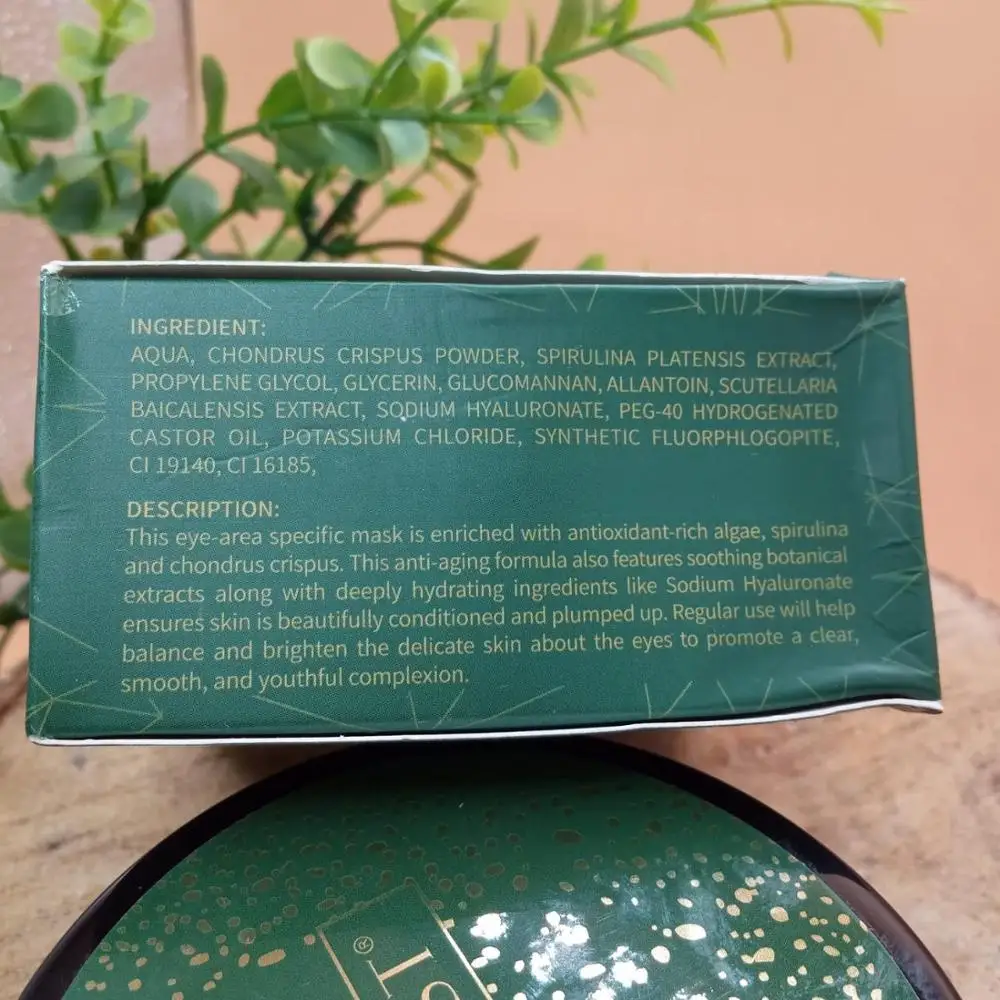 INGREDIENT:
AQUA, CHONDRUS CRISPUS POWDER, SPIRULINA PLATENSIS EXTRACT,
PROPYLENE GLYCOL, GLYCERIN, GLUCOMANNAN, ALLANTOIN, SCUTELLARIA
BAICALENSIS EXTRACT, SODIUM HYALURONATE, PEG-40 HYDROGENATED
CASTOR OIL, POTASSIUM CHLORIDE, SYNTHETIC FLUORPHLOGOPITE,
CI 19140, CI 16185,
DESCRIPTION:
This eye-area specific mask is enriched with antioxidant-rich algae, spirulina
and chondrus crispus. This anti-aging formula also features soothing botanical
extracts along with deeply hydrating ingredients like Sodium Hyaluronate
ensures skin is beautifully conditioned and plumped up. Regular use will help
balance and brighten the delicate skin about the eyes to promote a clear,
smooth, and youthful complexion.
®